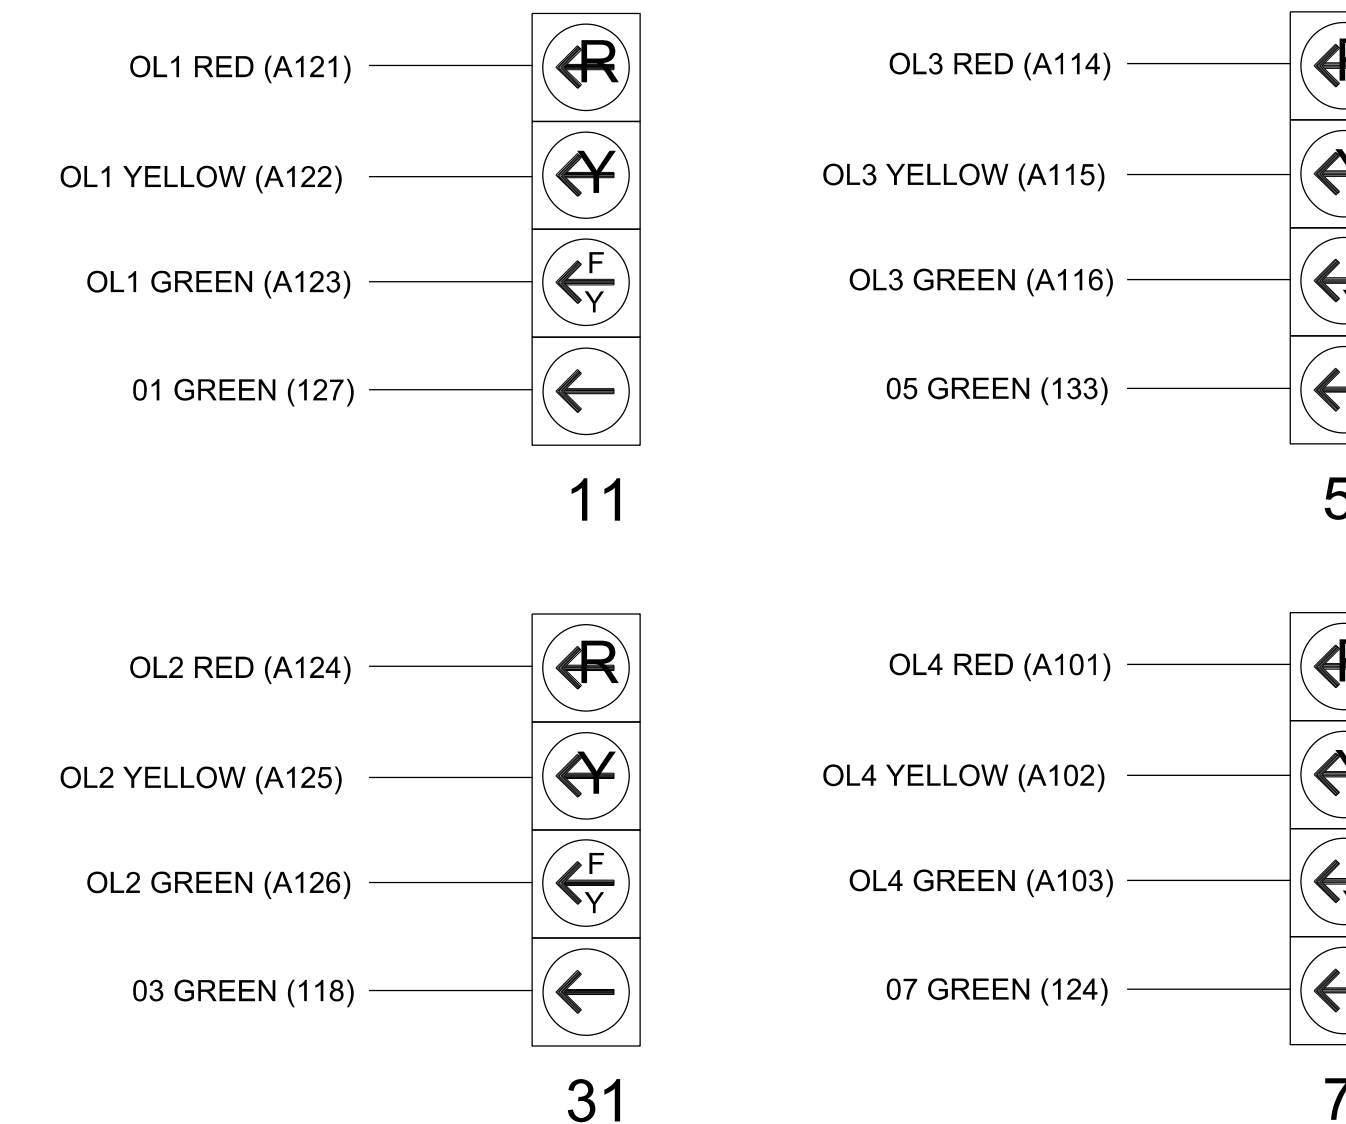 OL1 RED (A121)
R
OL1 YELLOW (A122)
Y
OL1 GREEN (A123)
F
Y
01 GREEN (127)
11
OL3 RED (A114)
OL3 YELLOW (A115)
OL3 GREEN (A116)
05 GREEN (133)
5
OL2 RED (A124)
R
OL2 YELLOW (A125)
Y
OL2 GREEN (A126)
F
Y
03 GREEN (118)
31
OL4 RED (A101)
OL4 YELLOW (A102)
OL4 GREEN (A103)
07 GREEN (124)
7